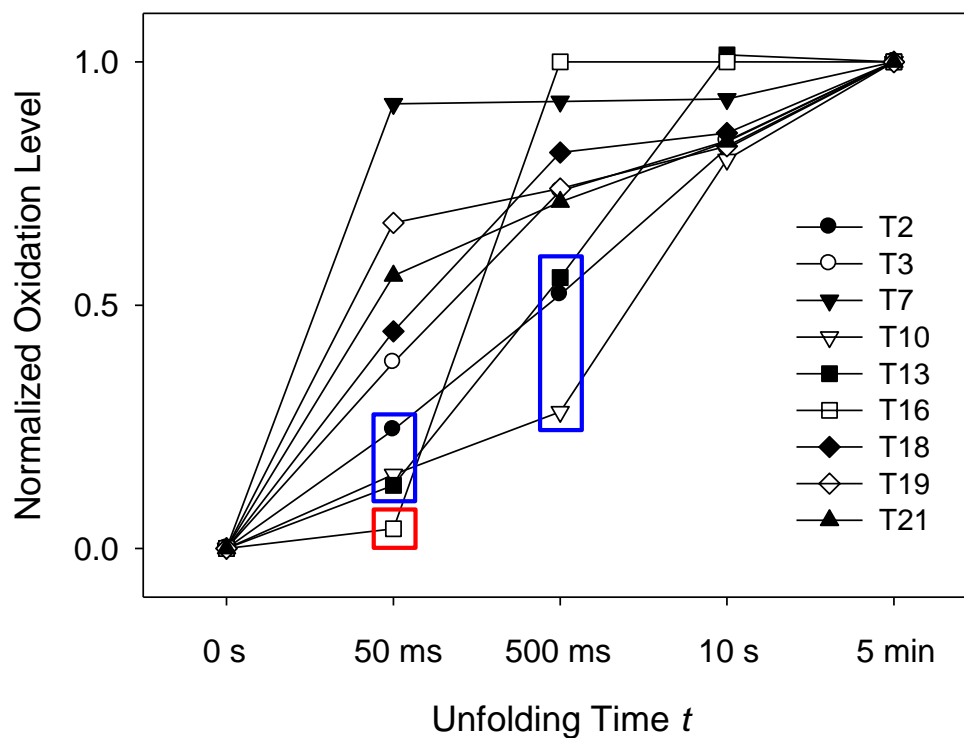 Normalized Oxidation Level
1.0
0.5
0.0
T2
T3
T7
T10
T13
T16
T18
T19
T21
0 s
50 ms
500 ms
10 s
5 min
Unfolding Time t